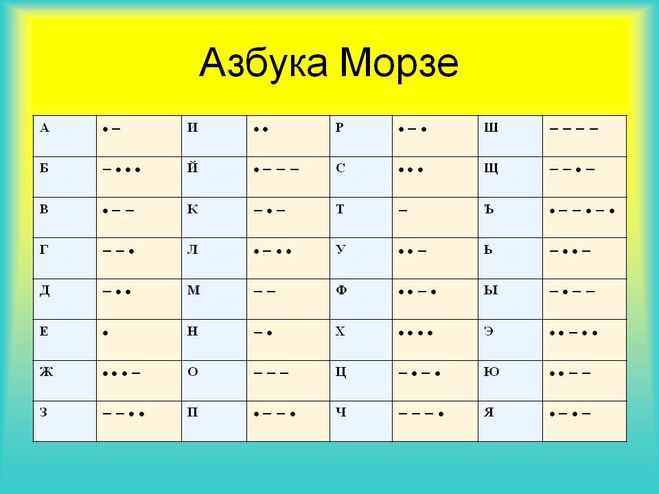 Азбука Морзе
А •– И •• Р •–• Ш ––––
Б –••• Й •––– С ••• Щ ––•–
В •–– К –•– Т – Ъ •––•–•
Г ––• Л •–•• У ••– Ь –••–
Д –•• М –– Ф ••–• Ы –•––
Е • Н –• Х •••• Э ••–••
Ж •••– О ––– Ц –•–• Ю ••––
З ––•• П •––• Ч –––• Я •–•–